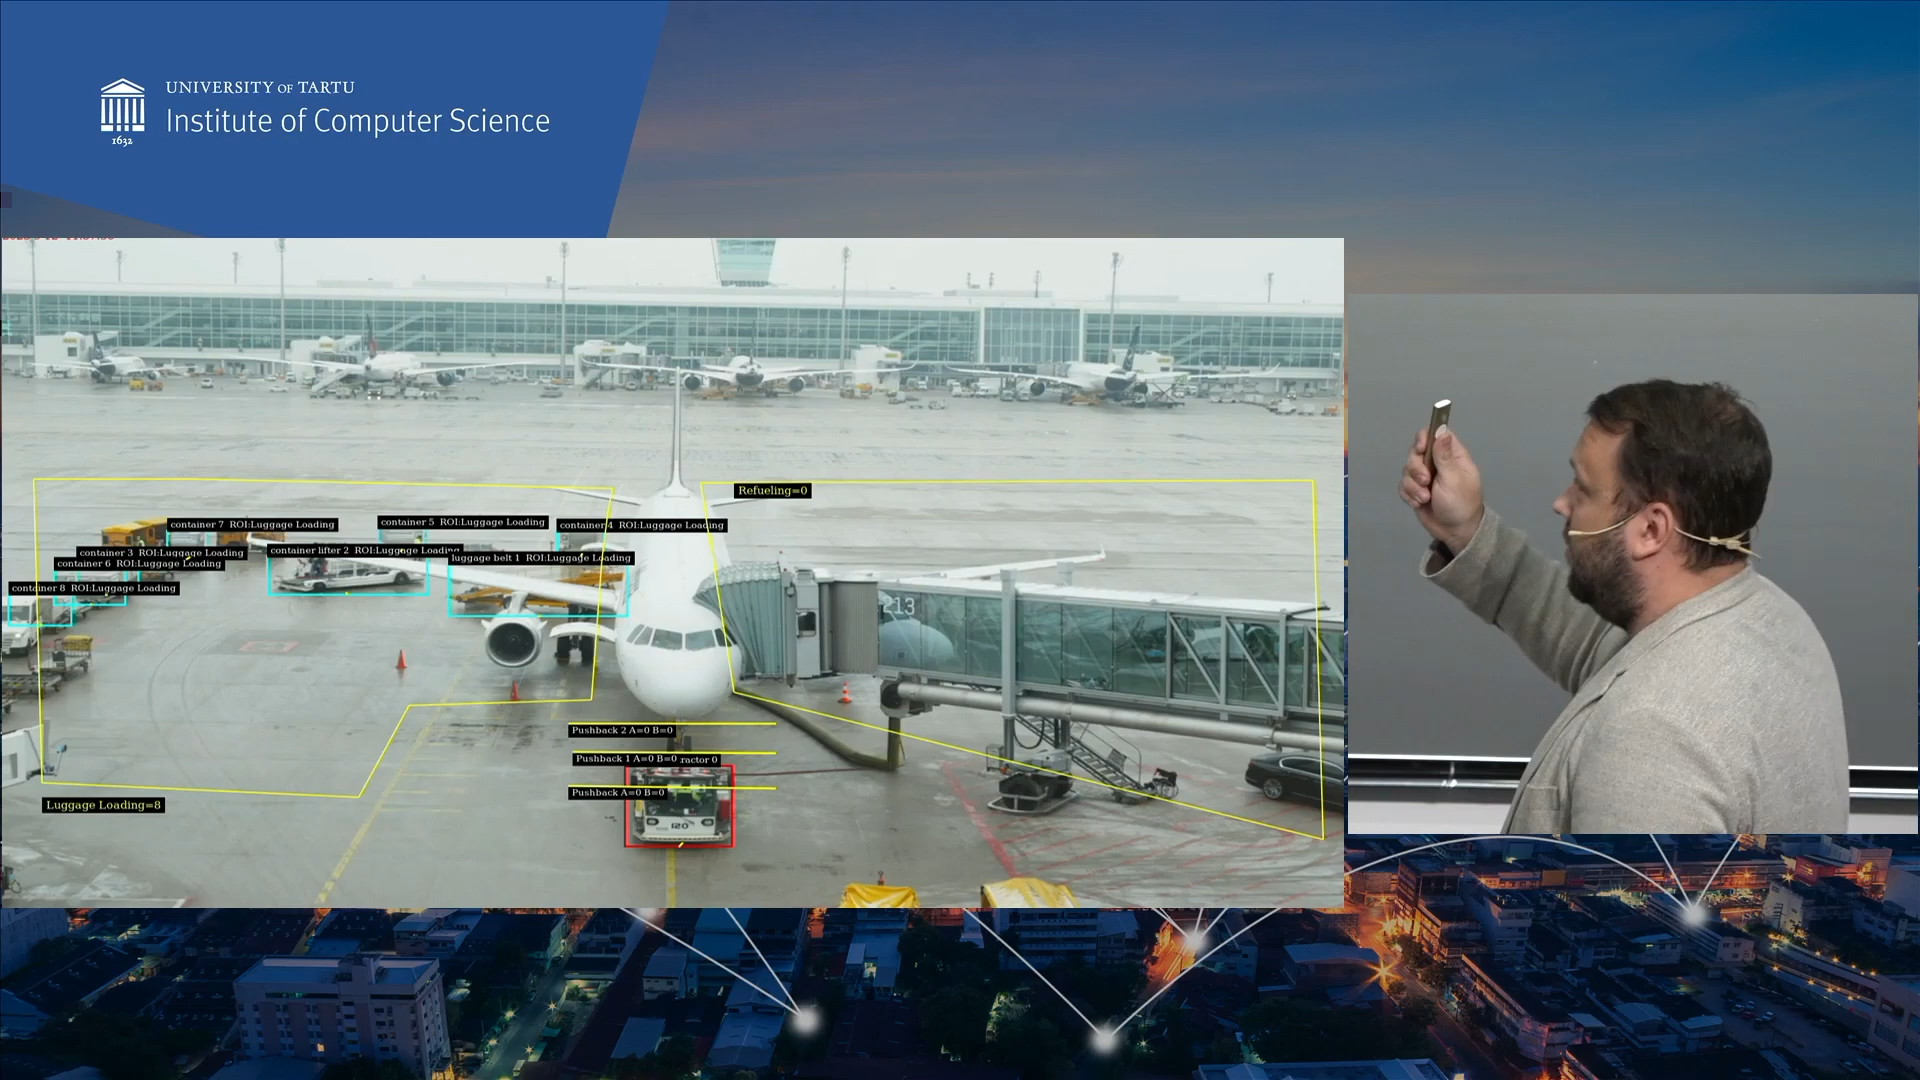 UNIVERSITY OF TARTU
Institute of Computer Science
1632
Refueling=0
container 7 ROI:Luggage Loading
container 5 ROI:Luggage Loading
container 4 ROI:Luggage Loading
container 3 ROI:Luggage Loading
container lifter 2 ROI:Luggage Loading
luggage belt 1 ROI:Luggage Loading
container 6 ROI:Luggage Loading
container 8 ROI:Luggage Loading
213
Pushback 2 A=0 B=0
Pushback 1 A=0 B=0 ractor 0
Pushback A=0 B=0
Luggage Loading=8
120